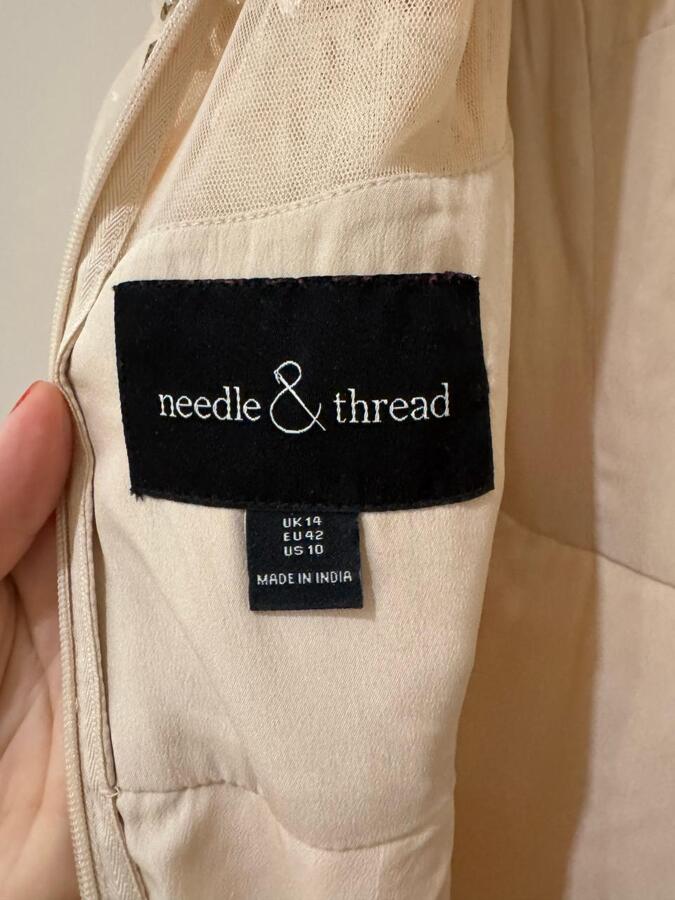 needle & thread
UK 14
EU 42
US 10
MADE IN INDIA